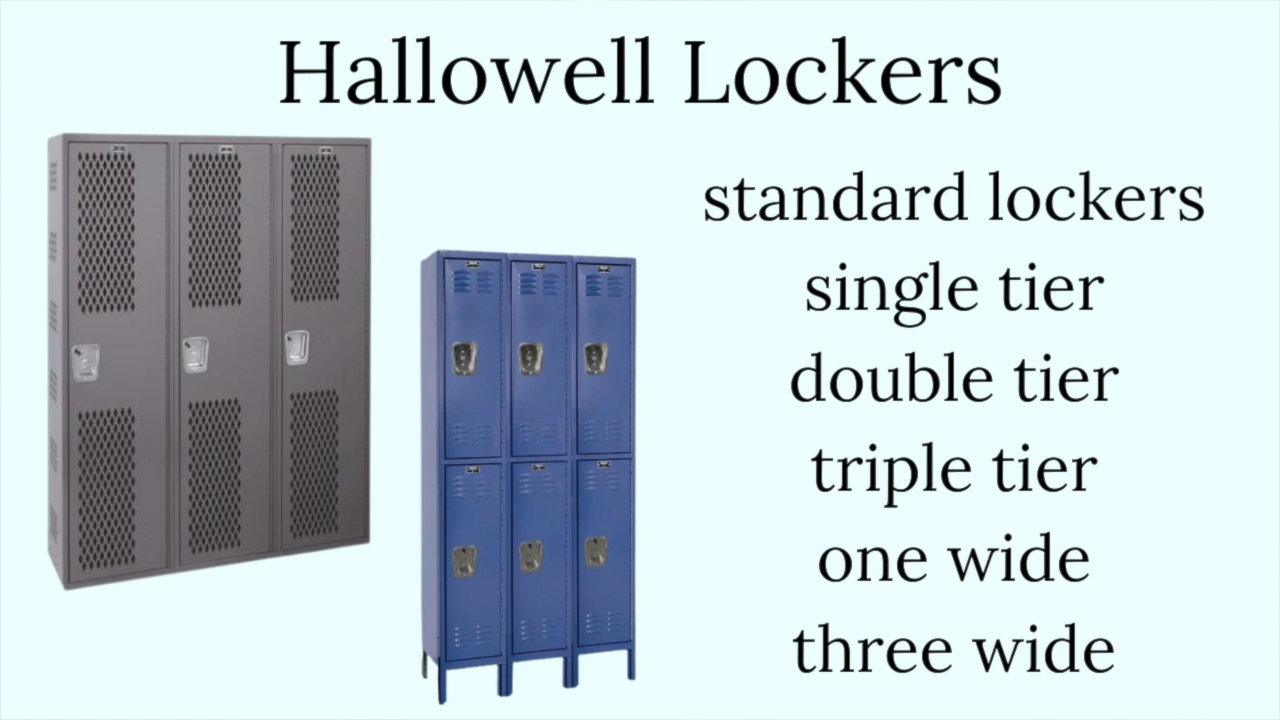 Hallowell Lockers
standard lockers
single tier
double tier
triple tier
one wide
three wide